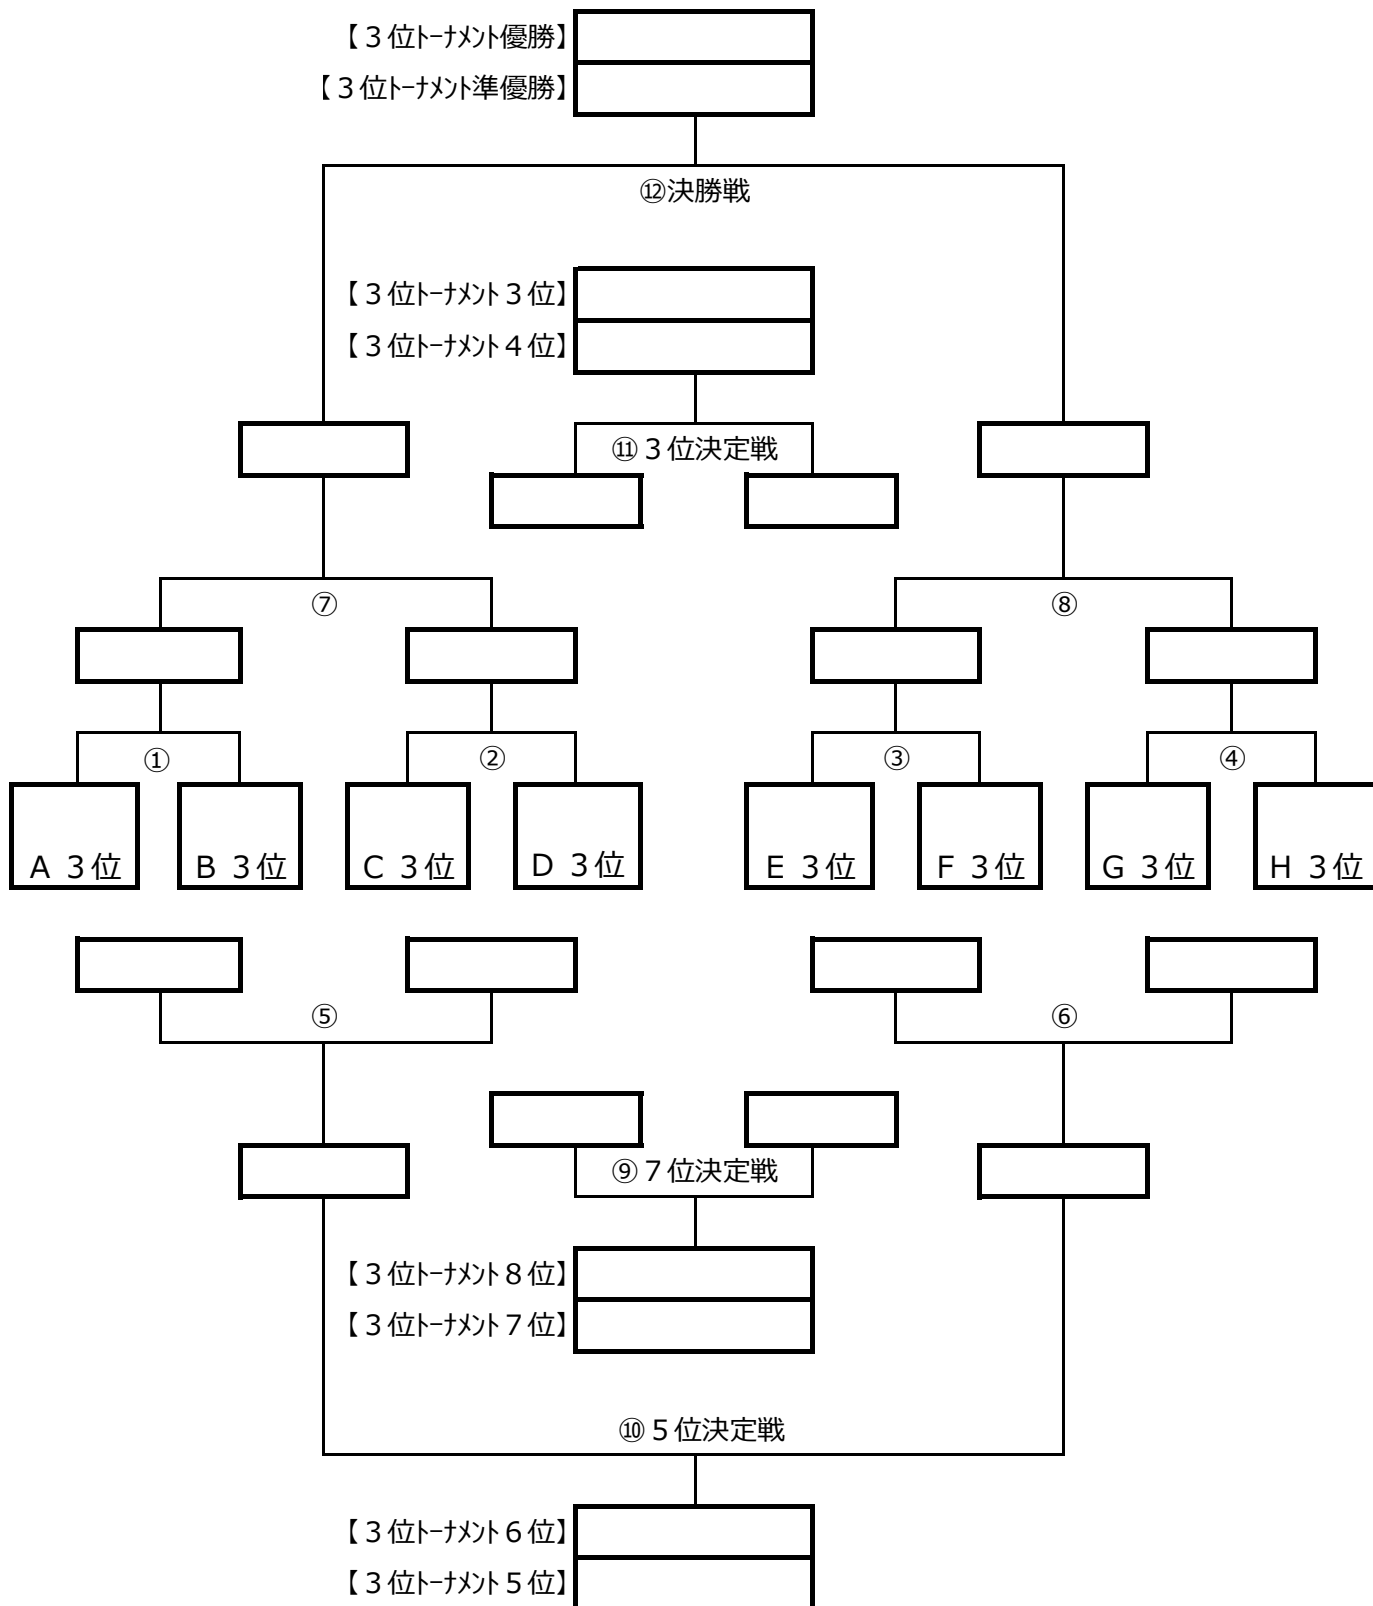 【３位ﾄｰﾅﾒﾝﾄ優勝】
【３位ﾄｰﾅﾒﾝﾄ準優勝】
⑫決勝戦
【３位ﾄｰﾅﾒﾝﾄ３位】
【３位ﾄｰﾅﾒﾝﾄ４位】
⑪３位決定戦
⑦ ⑧
① ② ③ ④
A ３位 B ３位 C ３位 D ３位 E ３位 F ３位 G ３位 H ３位
⑤ ⑥
⑨７位決定戦
【３位ﾄｰﾅﾒﾝﾄ８位】
【３位ﾄｰﾅﾒﾝﾄ７位】
⑩５位決定戦
【３位ﾄｰﾅﾒﾝﾄ６位】
【３位ﾄｰﾅﾒﾝﾄ５位】